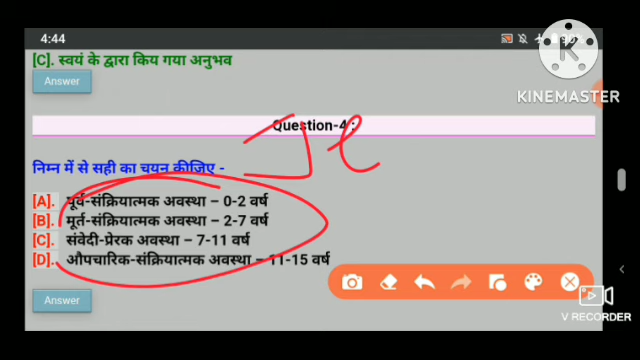 4:44
90%
[C]. स्वयं के द्वारा किय गया अनुभव
Answer
K
KINEMASTER
Question-4 :
निम्न में से सही का चयन कीजिए -
[A]. पूर्व-संक्रियात्मक अवस्था – 0-2 वर्ष
[B]. मूर्त-संक्रियात्मक अवस्था – 2-7 वर्ष
[C]. संवेदी-प्रेरक अवस्था – 7-11 वर्ष
[D]. औपचारिक-संक्रियात्मक अवस्था – 11-15 वर्ष
Answer
V RECORDER